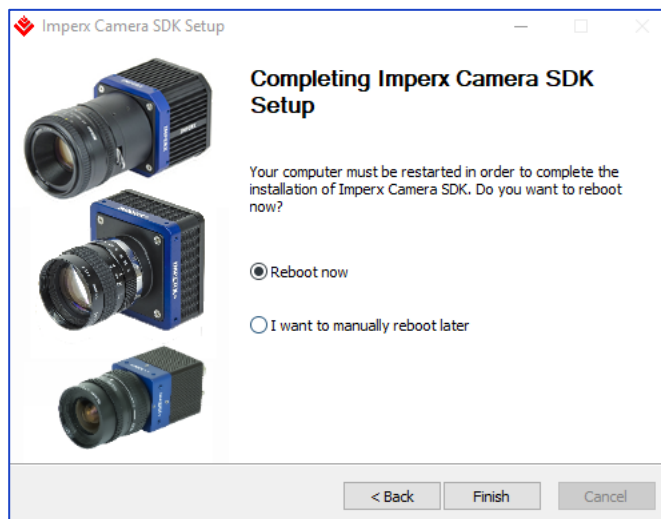 Imperx Camera SDK Setup
Completing Imperx Camera SDK
Setup
Your computer must be restarted in order to complete the
installation of Imperx Camera SDK. Do you want to reboot
now?
Reboot now
I want to manually reboot later
< Back
Finish
Cancel
IMPERX